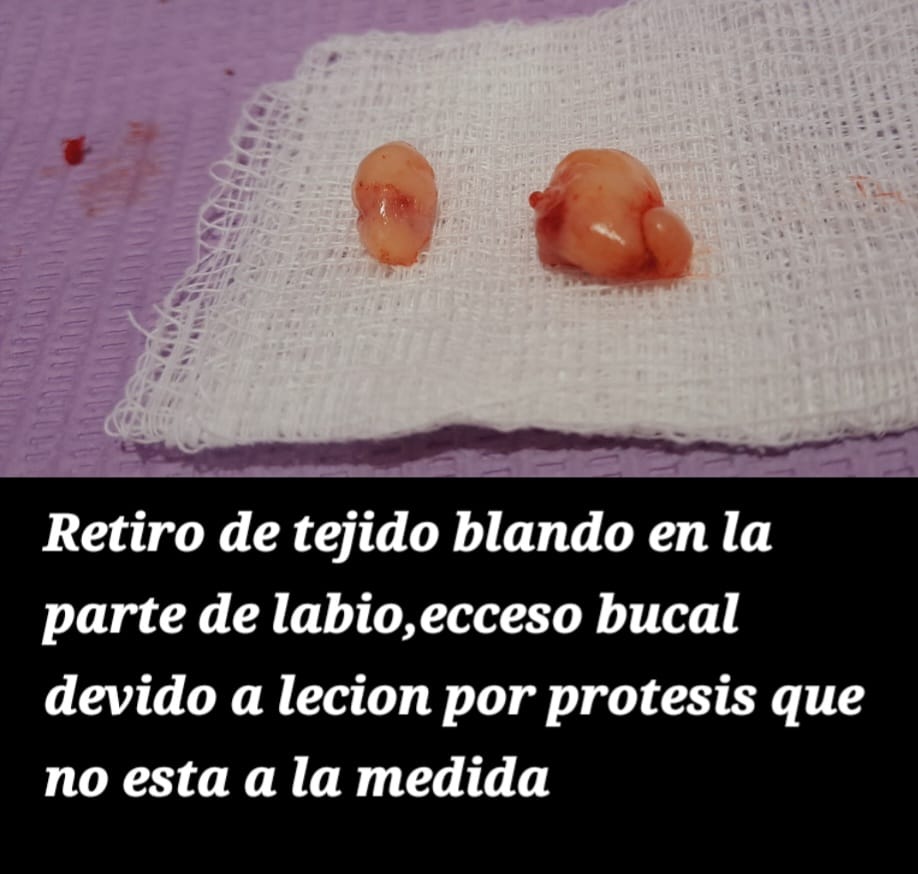 Retiro de tejido blando en la
parte de labio,ecceso bucal
devido a lecion por protesis que
no esta a la medida